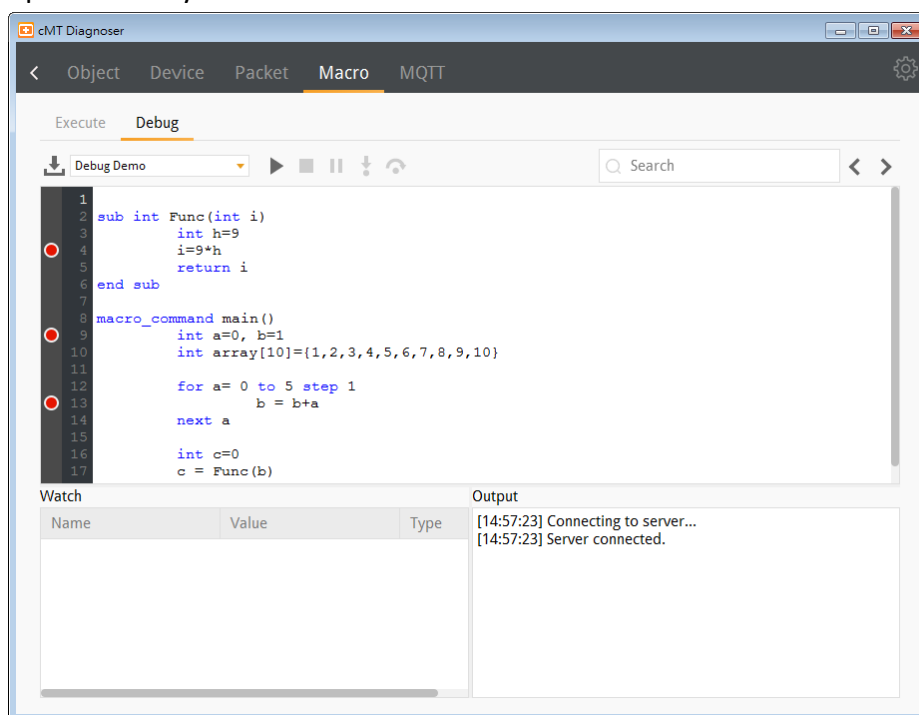 cMT Diagnoser
Object Device Packet Macro MQTT
Execute Debug
Debug Demo Search
1
2 sub int Func(int i)
3 int h=9
4 i=9*h
5 return i
6 end sub
7
8 macro_command main()
9 int a=0, b=1
10 int array[10]={1,2,3,4,5,6,7,8,9,10}
11
12 for a= 0 to 5 step 1
13 b = b+a
14 next a
15
16 int c=0
17 c = Func(b)
Watch
Name Value Type
Output
[14:57:23] Connecting to server...
[14:57:23] Server connected.